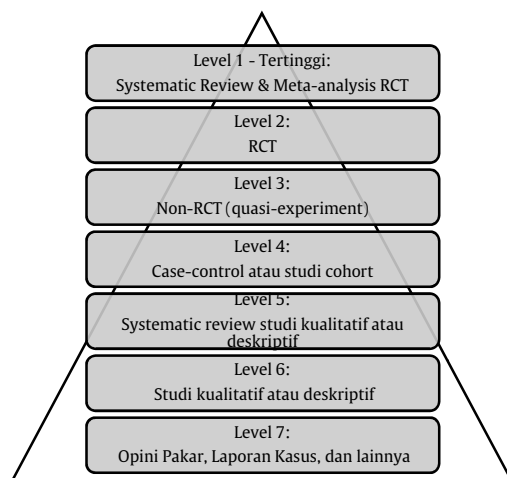 Level 1 - Tertinggi:
Systematic Review & Meta-analysis RCT
Level 2:
RCT
Level 3:
Non-RCT (quasi-experiment)
Level 4:
Case-control atau studi cohort
Level 5:
Systematic review studi kualitatif atau
deskriptif
Level 6:
Studi kualitatif atau deskriptif
Level 7:
Opini Pakar, Laporan Kasus, dan lainnya